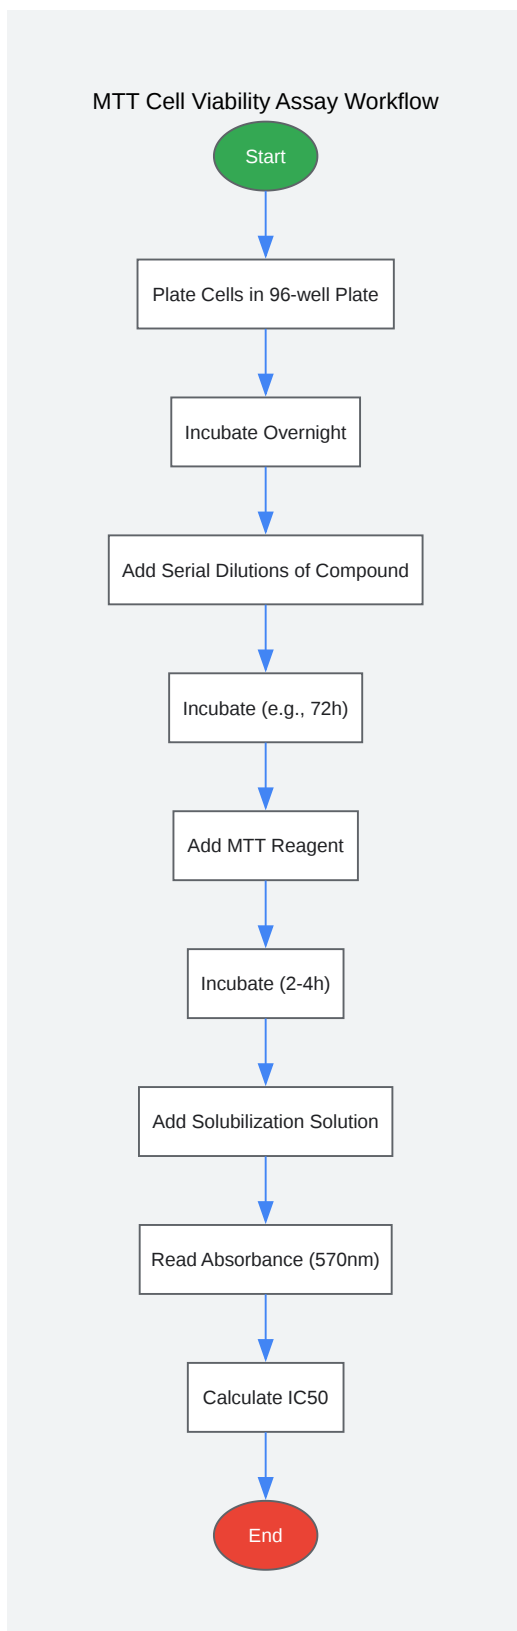 MTT Cell Viability Assay Workflow
Start
Plate Cells in 96-well Plate
Incubate Overnight
Add Serial Dilutions of Compound
Incubate (e.g., 72h)
Add MTT Reagent
Incubate (2-4h)
Add Solubilization Solution
Read Absorbance (570nm)
Calculate IC50
End